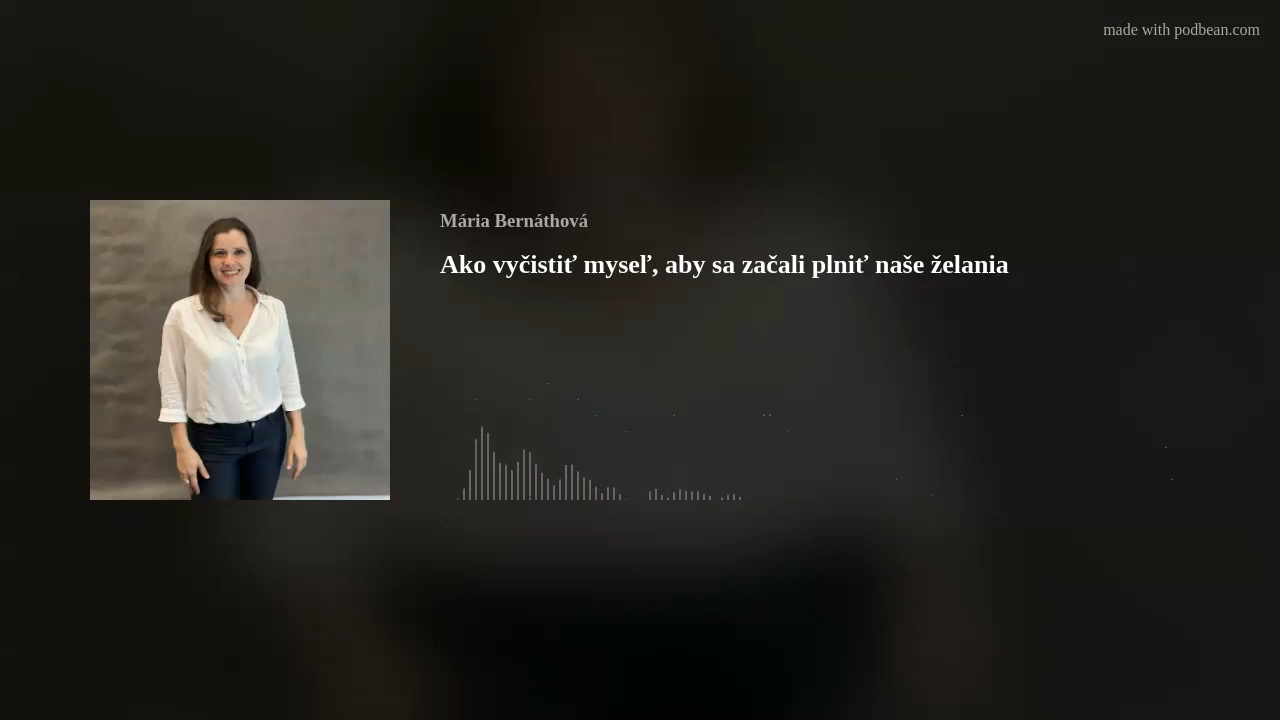 made with podbean.com
Mária Bernáthová
Ako vyčistiť myseľ, aby sa začali plniť naše želania